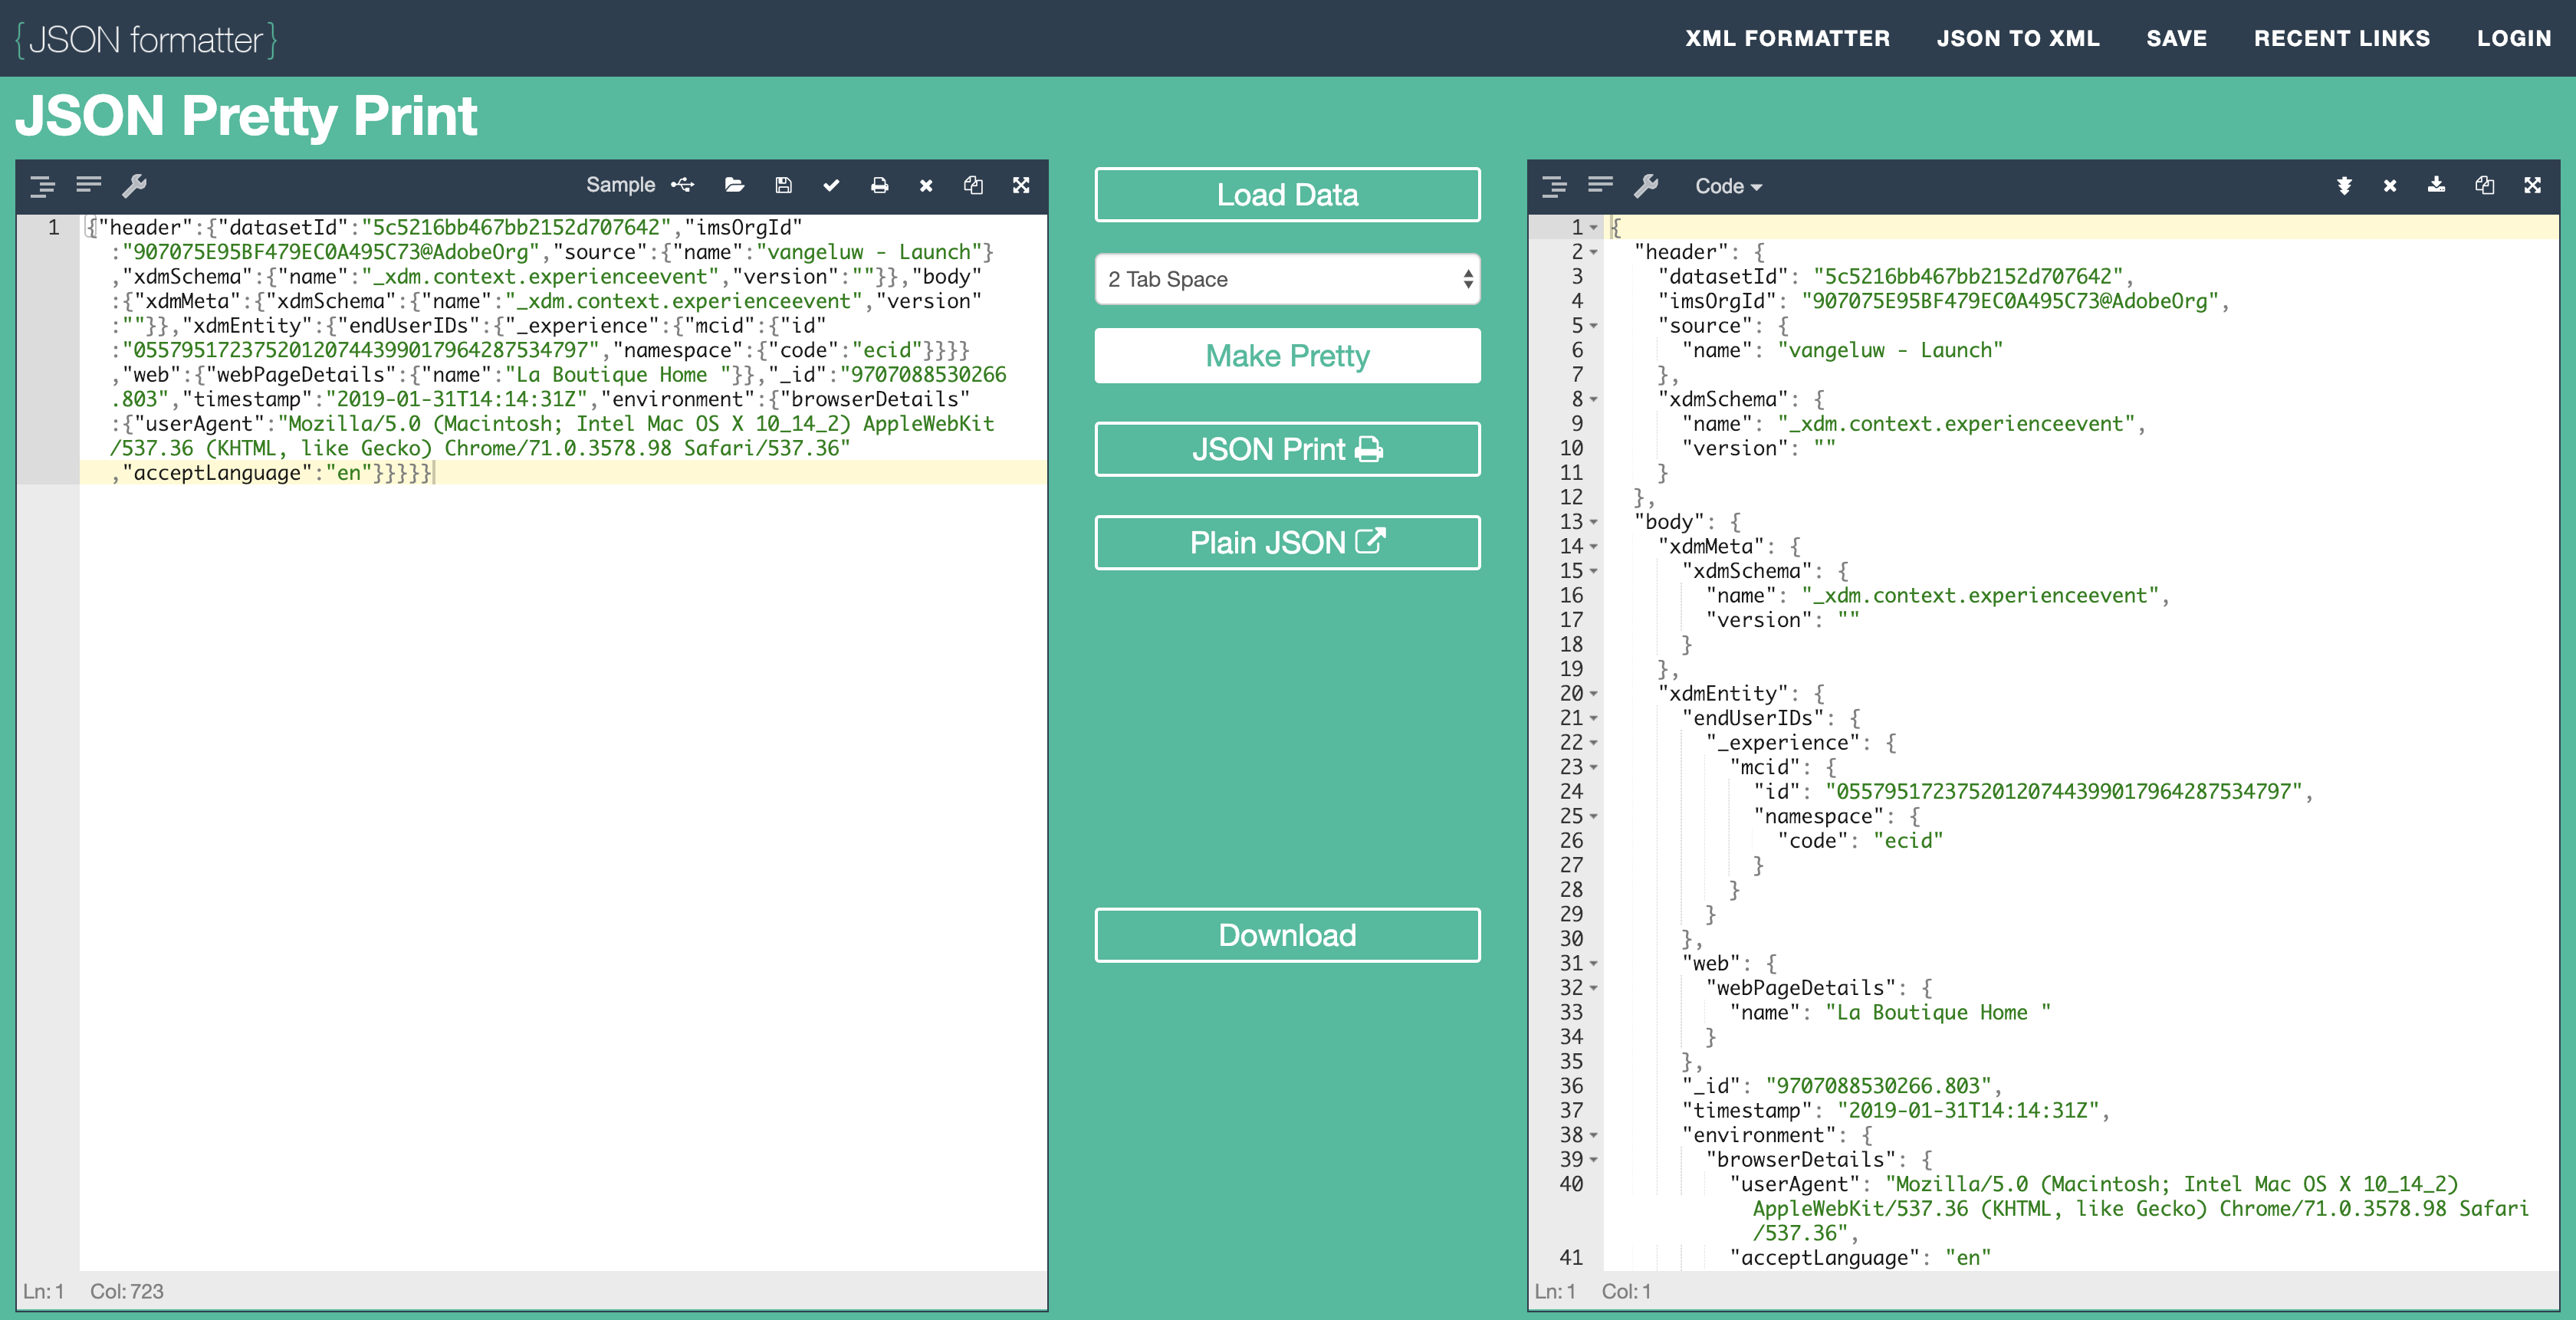 {JSON formatter}
XML FORMATTER JSON TO XML SAVE RECENT LINKS LOGIN
JSON Pretty Print
Sample
1 {"header":{"datasetId":"5c5216bb467bb2152d707642","imsOrgId"
:"907075E95BF479EC0A495C73@AdobeOrg","source":{"name":"vangeluw - Launch"}
,"xdmSchema":{"name":"_xdm.context.experienceevent","version":""}},"body"
:{"xdmMeta":{"xdmSchema":{"name":"_xdm.context.experienceevent","version"
:""}},"xdmEntity":{"endUserIDs":{"_experience":{"mcid":{"id"
:"05579517237520120744399017964287534797","namespace":{"code":"ecid"}}}}
,"web":{"webPageDetails":{"name":"La Boutique Home "}},"_id":"9707088530266
.803","timestamp":"2019-01-31T14:14:31Z","environment":{"browserDetails"
:{"userAgent":"Mozilla/5.0 (Macintosh; Intel Mac OS X 10_14_2) AppleWebKit
/537.36 (KHTML, like Gecko) Chrome/71.0.3578.98 Safari/537.36"
,"acceptLanguage":"en"}}}}}
Ln: 1 Col: 723
Load Data
2 Tab Space
Make Pretty
JSON Print
Plain JSON
Download
Code
1 {
2 "header": {
3 "datasetId": "5c5216bb467bb2152d707642",
4 "imsOrgId": "907075E95BF479EC0A495C73@AdobeOrg",
5 "source": {
6 "name": "vangeluw - Launch"
7 },
8 "xdmSchema": {
9 "name": "_xdm.context.experienceevent",
10 "version": ""
11 }
12 },
13 "body": {
14 "xdmMeta": {
15 "xdmSchema": {
16 "name": "_xdm.context.experienceevent",
17 "version": ""
18 }
19 },
20 "xdmEntity": {
21 "endUserIDs": {
22 "_experience": {
23 "mcid": {
24 "id": "05579517237520120744399017964287534797",
25 "namespace": {
26 "code": "ecid"
27 }
28 }
29 }
30 },
31 "web": {
32 "webPageDetails": {
33 "name": "La Boutique Home "
34 }
35 },
36 "_id": "9707088530266.803",
37 "timestamp": "2019-01-31T14:14:31Z",
38 "environment": {
39 "browserDetails": {
40 "userAgent": "Mozilla/5.0 (Macintosh; Intel Mac OS X 10_14_2)
AppleWebKit/537.36 (KHTML, like Gecko) Chrome/71.0.3578.98 Safari
/537.36",
41 "acceptLanguage": "en"
Ln: 1 Col: 1